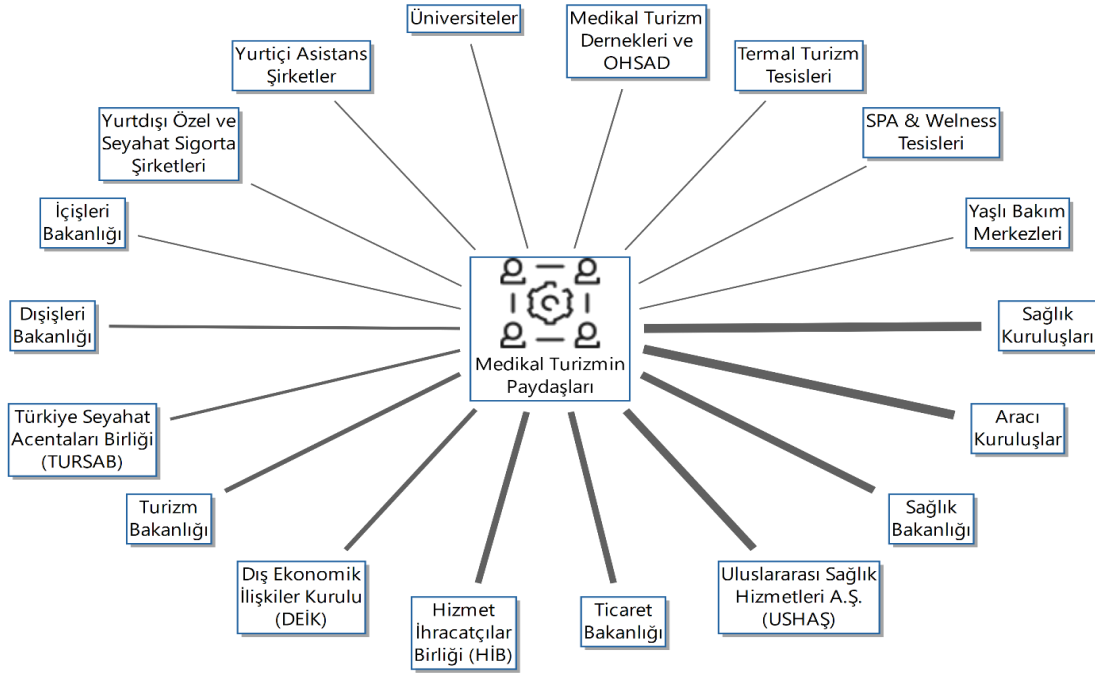 Üniversiteler
Medikal Turizm
Dernekleri ve
OHSAD
Termal Turizm
Tesisleri
SPA & Welness
Tesisleri
Yaşlı Bakım
Merkezleri
Sağlık
Kuruluşları
Aracı
Kuruluşlar
Sağlık
Bakanlığı
Uluslararası Sağlık
Hizmetleri A.Ş.
(USHAŞ)
Ticaret
Bakanlığı
Hizmet
İhracatçılar
Birliği (HİB)
Dış Ekonomik
İlişkiler Kurulu
(DEİK)
Turizm
Bakanlığı
Türkiye Seyahat
Acentaları Birliği
(TURSAB)
Dışişleri
Bakanlığı
İçişleri
Bakanlığı
Yurtdışı Özel ve
Seyahat Sigorta
Şirketleri
Yurtiçi Asistans
Şirketler
Medikal Turizmin
Paydaşları